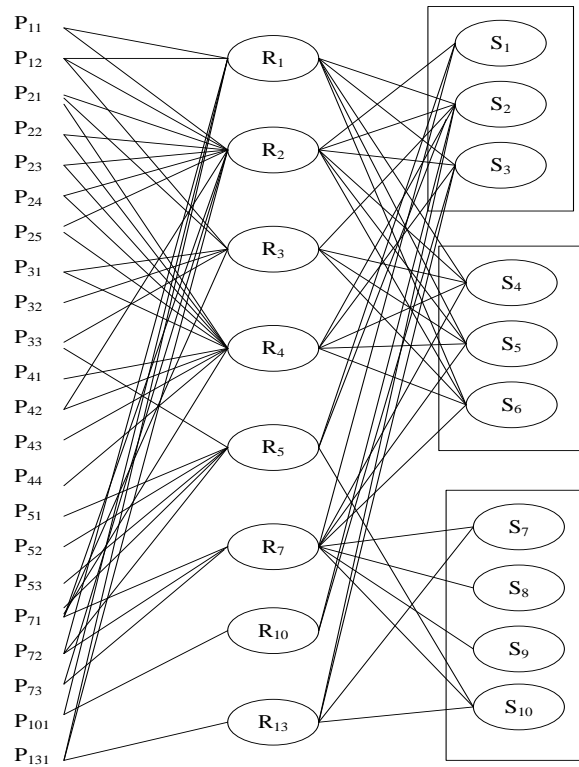 P₁₁
P₁₂
P₂₁
P₂₂
P₂₃
P₂₄
P₂₅
P₃₁
P₃₂
P₃₃
P₄₁
P₄₂
P₄₃
P₄₄
P₅₁
P₅₂
P₅₃
P₇₁
P₇₂
P₇₃
P₁₀₁
P₁₃₁
R₁
R₂
R₃
R₄
R₅
R₇
R₁₀
R₁₃
S₁
S₂
S₃
S₄
S₅
S₆
S₇
S₈
S₉
S₁₀